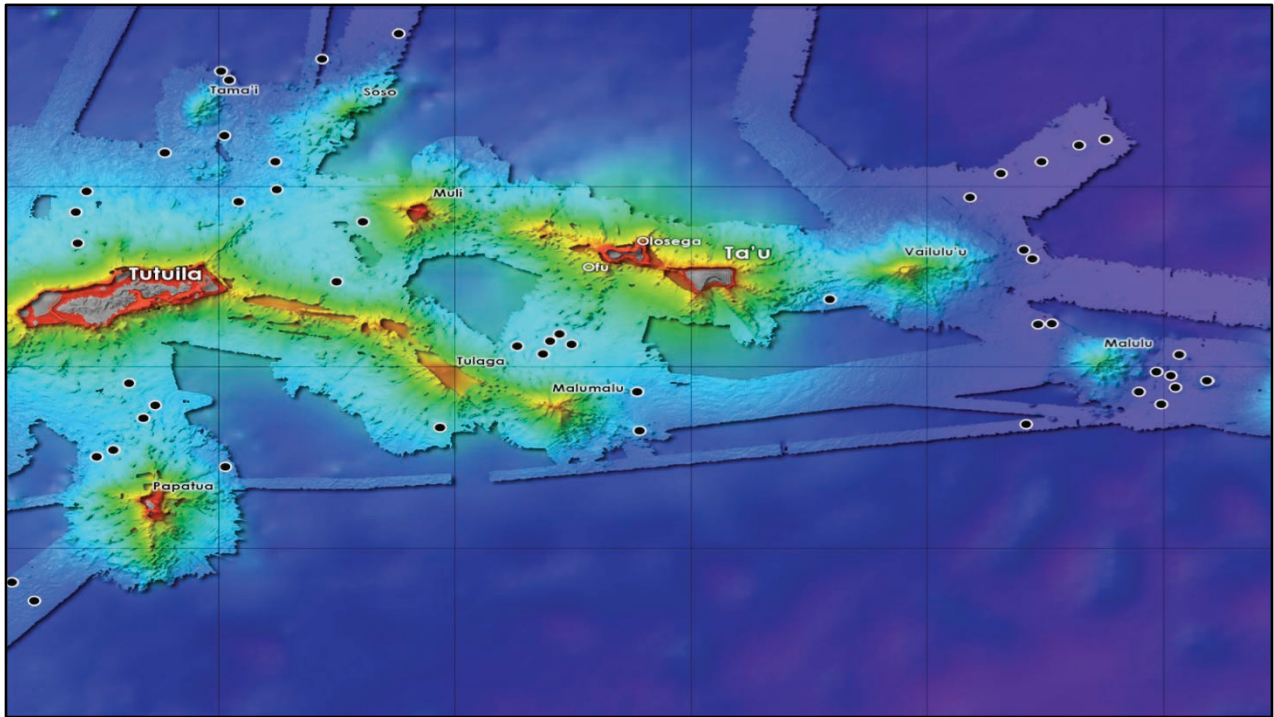 Tama'i
Soso
Muli
Olosega
Ta'u
Vailulu'u
Ofu
Tutuila
Malulu
Tulaga
Malumalu
Papatua